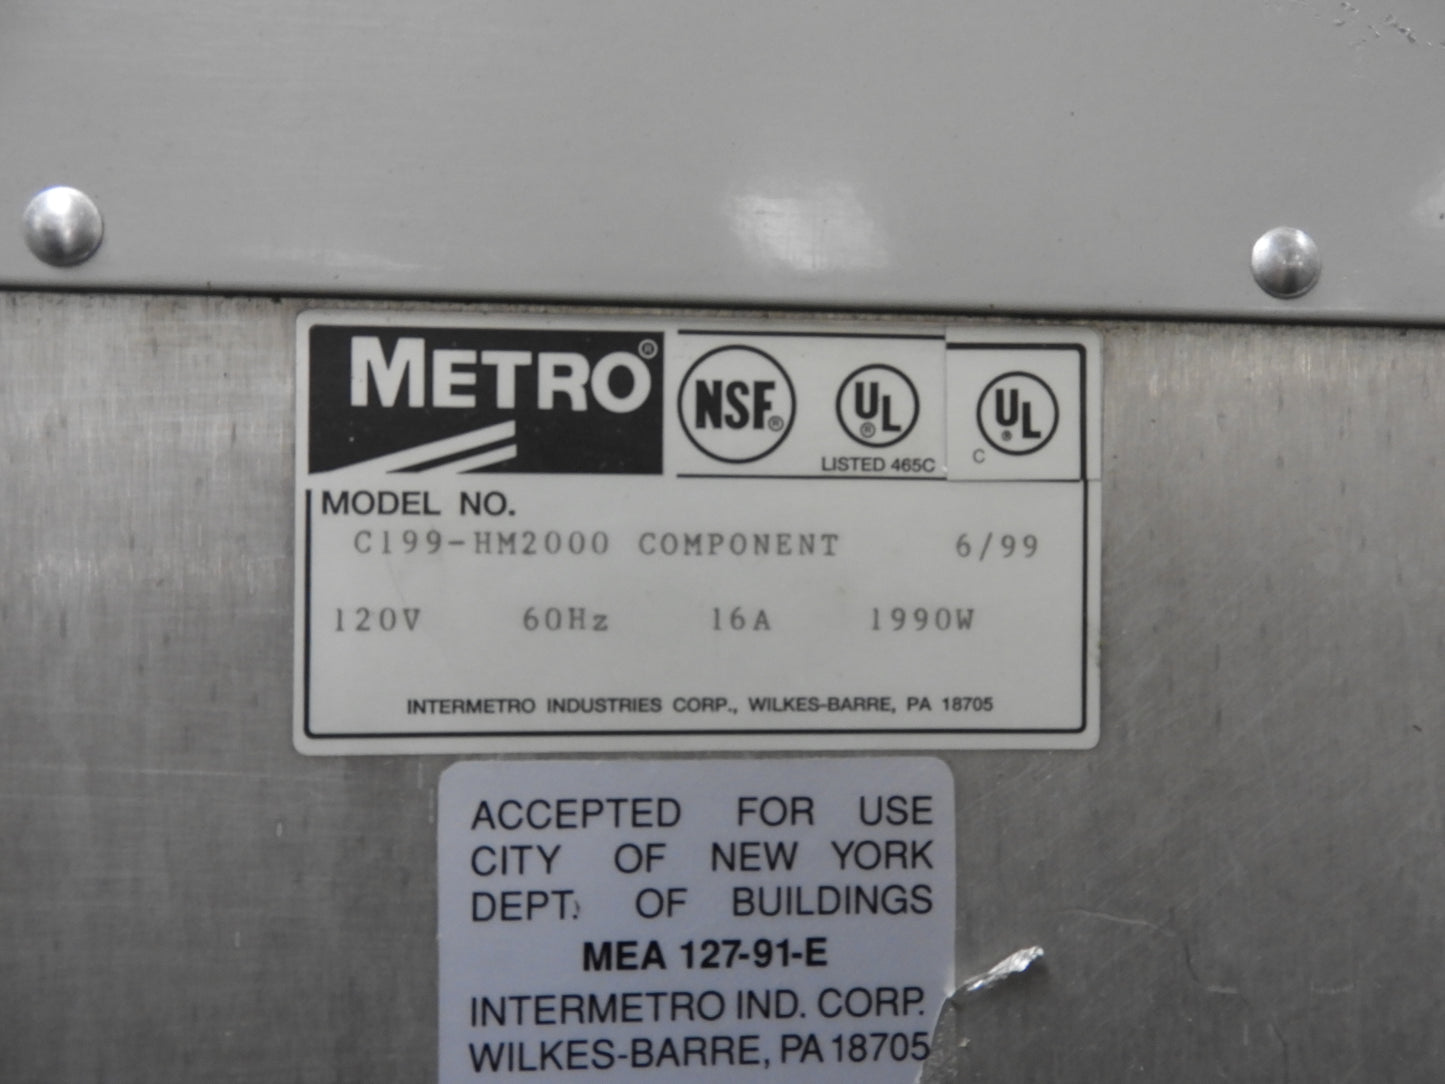 METRO®
NSF®
UL®
LISTED 465C
C UL®
MODEL NO.
C199-HM2000 COMPONENT 6/99
120V 60Hz 16A 1990W
INTERMETRO INDUSTRIES CORP., WILKES-BARRE, PA 18705
ACCEPTED FOR USE
CITY OF NEW YORK
DEPT. OF BUILDINGS
MEA 127-91-E
INTERMETRO IND. CORP.
WILKES-BARRE, PA 18705